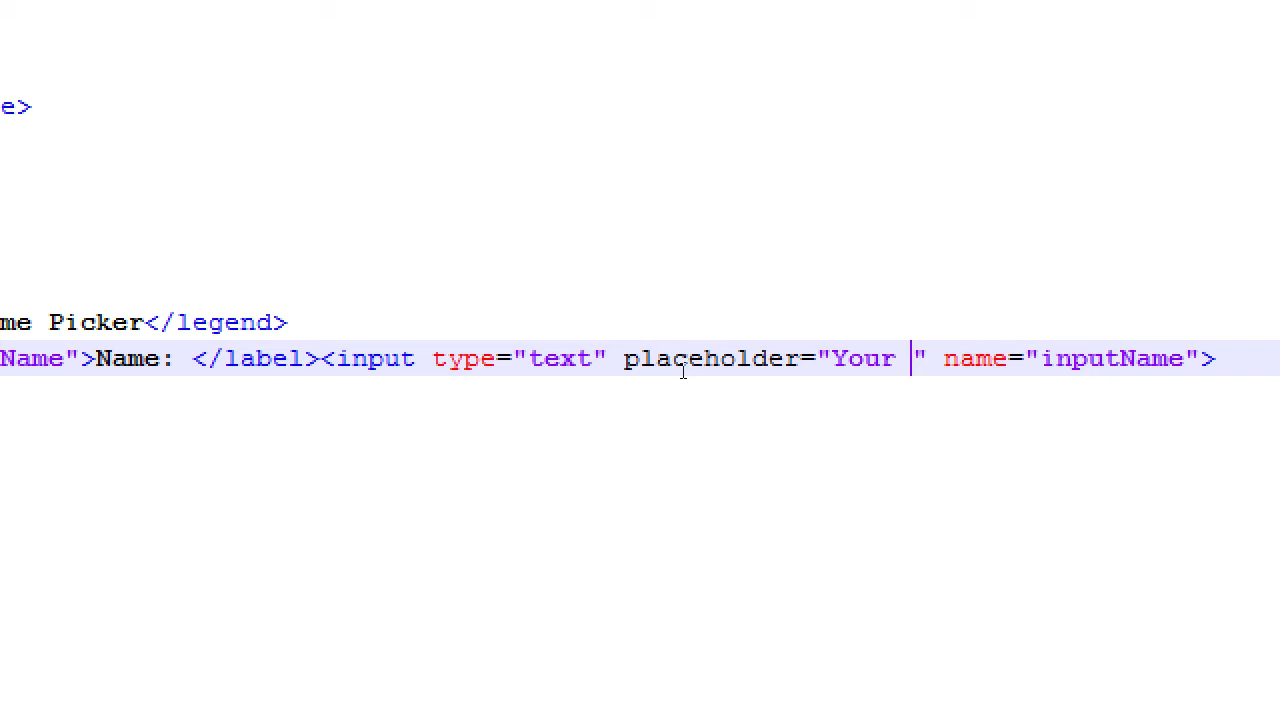 e>
me Picker</legend>
Name">Name: </label><input type="text" placeholder="Your " name="inputName">